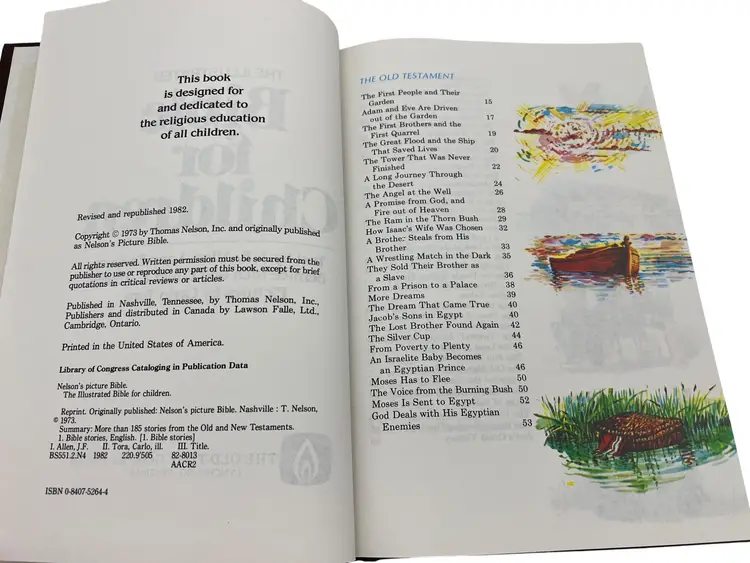 This book
is designed for
and dedicated to
the religious education
of all children.
Revised and republished 1982.
Copyright © 1973 by Thomas Nelson, Inc. and originally published
as Nelson's Picture Bible.
All rights reserved. Written permission must be secured from the
publisher to use or reproduce any part of this book, except for brief
quotations in critical reviews or articles.
Published in Nashville, Tennessee, by Thomas Nelson, Inc.,
Publishers and distributed in Canada by Lawson Falle, Ltd.,
Cambridge, Ontario.
Printed in the United States of America.
Library of Congress Cataloging in Publication Data
Nelson's picture Bible.
The Illustrated Bible for children.
Reprint. Originally published: Nelson's picture Bible. Nashville : T. Nelson,
© 1973.
Summary: More than 185 stories from the Old and New Testaments.
1. Bible stories, English. [1. Bible stories]
I. Allen, J.F. II. Tora, Carlo, ill. III. Title.
BS551.2.N4 1982 220.9'505 82-8013
AACR2
ISBN 0-8407-5264-4
THE OLD TESTAMENT
The First People and Their
Garden 15
Adam and Eve Are Driven
out of the Garden 17
The First Brothers and the
First Quarrel 19
The Great Flood and the Ship
That Saved Lives 20
The Tower That Was Never
Finished 22
A Long Journey Through
the Desert 24
The Angel at the Well 26
A Promise from God, and
Fire out of Heaven 28
The Ram in the Thorn Bush 29
How Isaac's Wife Was Chosen 32
A Brother Steals from His
Brother 33
A Wrestling Match in the Dark 35
They Sold Their Brother as
a Slave 36
From a Prison to a Palace 38
More Dreams 39
The Dream That Came True 40
Jacob's Sons in Egypt 40
The Lost Brother Found Again 42
The Silver Cup 44
From Poverty to Plenty 46
An Israelite Baby Becomes
an Egyptian Prince 46
Moses Has to Flee 50
The Voice from the Burning Bush 50
Moses Is Sent to Egypt 52
God Deals with His Egyptian
Enemies 53